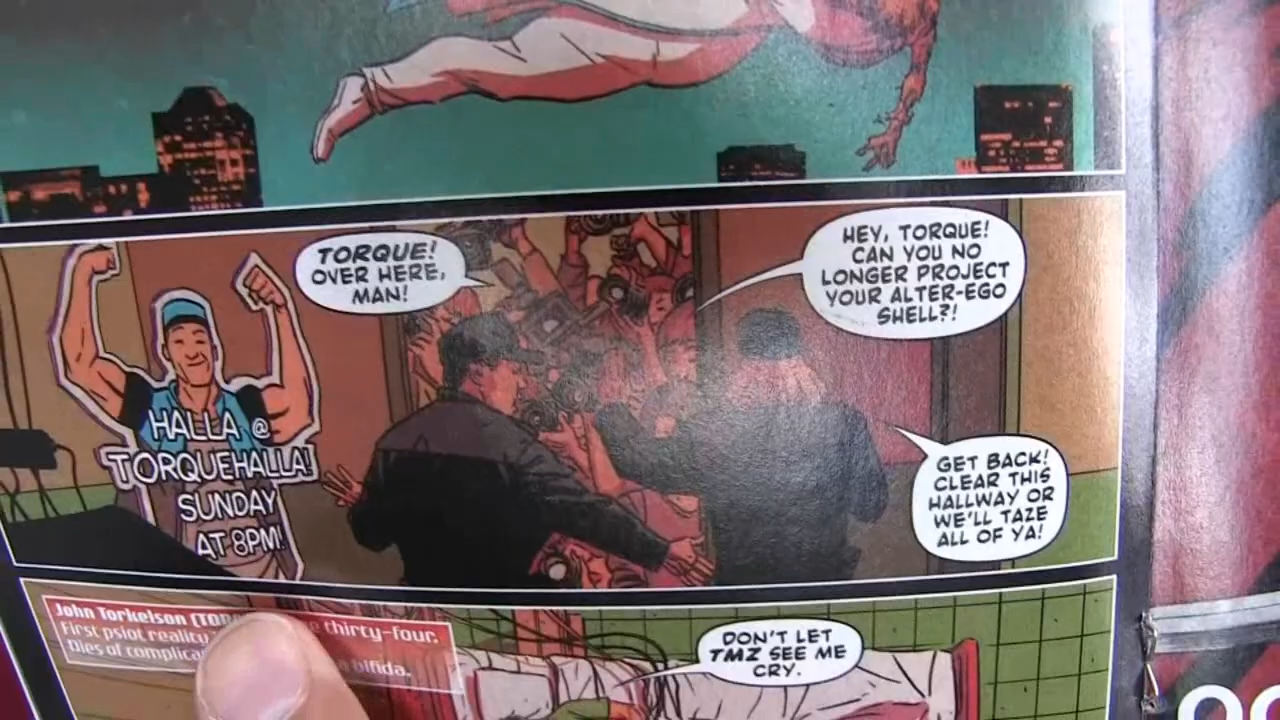 TORQUE!
OVER HERE,
MAN!
HEY, TORQUE!
CAN YOU NO
LONGER PROJECT
YOUR ALTER-EGO
SHELL?!
HALLA @
TORQUEHALLA!
SUNDAY
AT 8PM!
GET BACK!
CLEAR THIS
HALLWAY OR
WE'LL TAZE
ALL OF YA!
John Torkelson (TOR thirty-four.
First psiot reality
Dies of bifida.
DON'T LET
TMZ SEE ME
CRY.